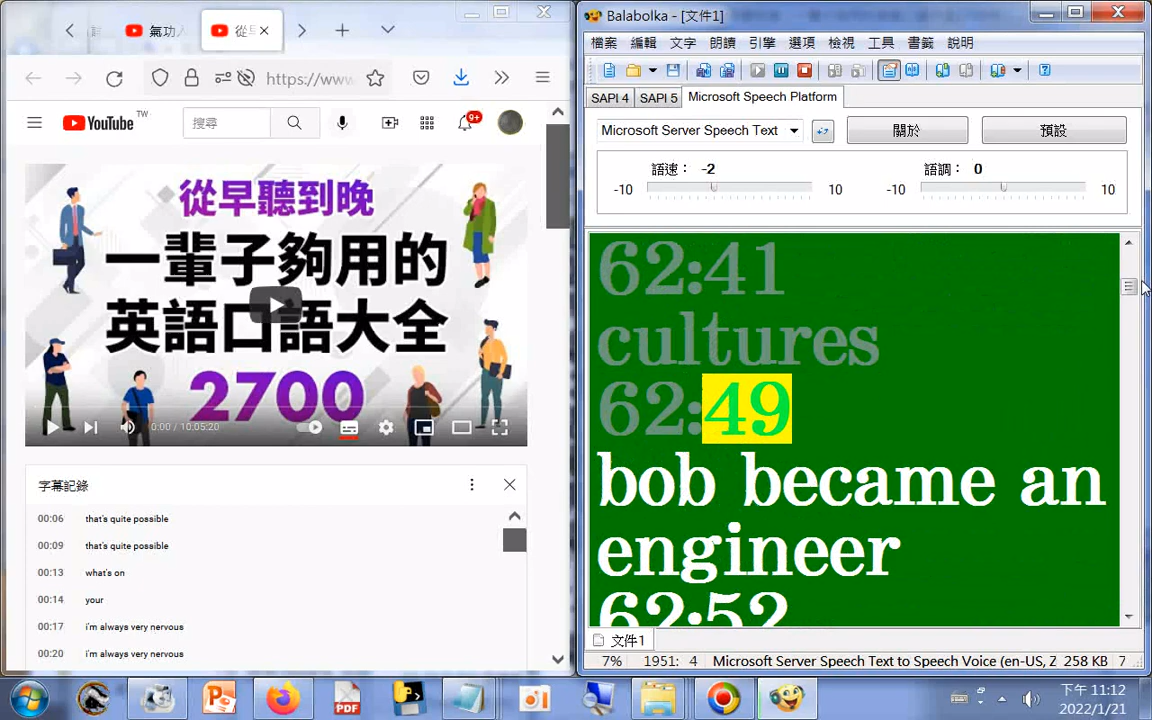 氣功
從
https://www
YouTube TW
搜尋
9+
從早聽到晚
一輩子夠用的
英語口語大全
2700
0:00 / 10:05:20
字幕記錄
00:06 that's quite possible
00:09 that's quite possible
00:13 what's on
00:14 your
00:17 i'm always very nervous
00:20 i'm always very nervous
Balabolka - [文件1]
檔案 編輯 文字 朗讀 引擎 選項 檢視 工具 書籤 說明
SAPI 4 SAPI 5 Microsoft Speech Platform
Microsoft Server Speech Text 關於 預設
語速： -2 語調： 0
-10 10 -10 10
62:41
cultures
62:49
bob became an
engineer
62:52
文件1
7% 1951: 4 Microsoft Server Speech Text to Speech Voice (en-US, Z 258 KB 7
PDF
下午 11:12
2022/1/21